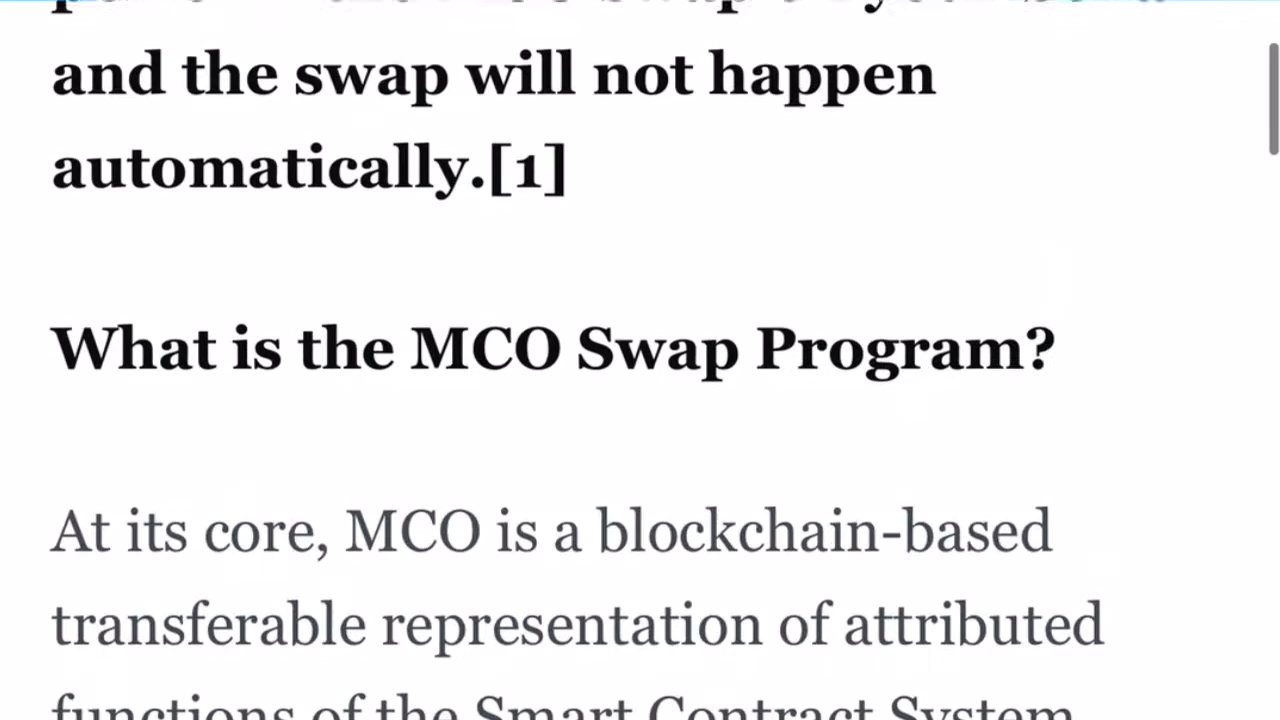 and the swap will not happen
automatically.[1]
What is the MCO Swap Program?
At its core, MCO is a blockchain-based
transferable representation of attributed
functions of the Smart Contract System